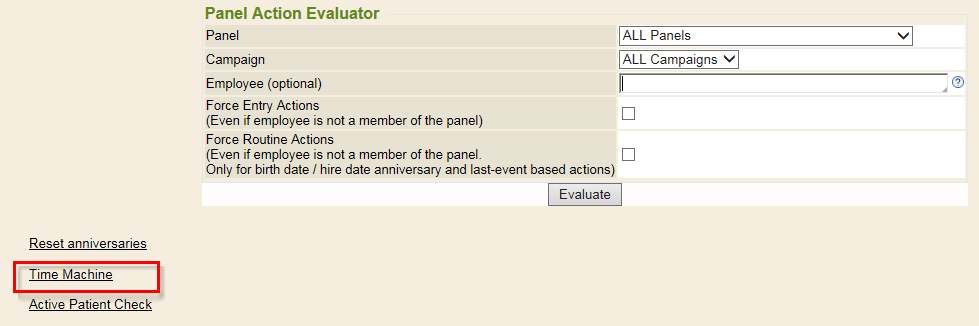 Panel Action Evaluator
Panel
ALL Panels
Campaign
ALL Campaigns
Employee (optional)
?
Force Entry Actions
(Even if employee is not a member of the panel)
Force Routine Actions
(Even if employee is not a member of the panel.
Only for birth date / hire date anniversary and last-event based actions)
Evaluate
Reset anniversaries
Time Machine
Active Patient Check